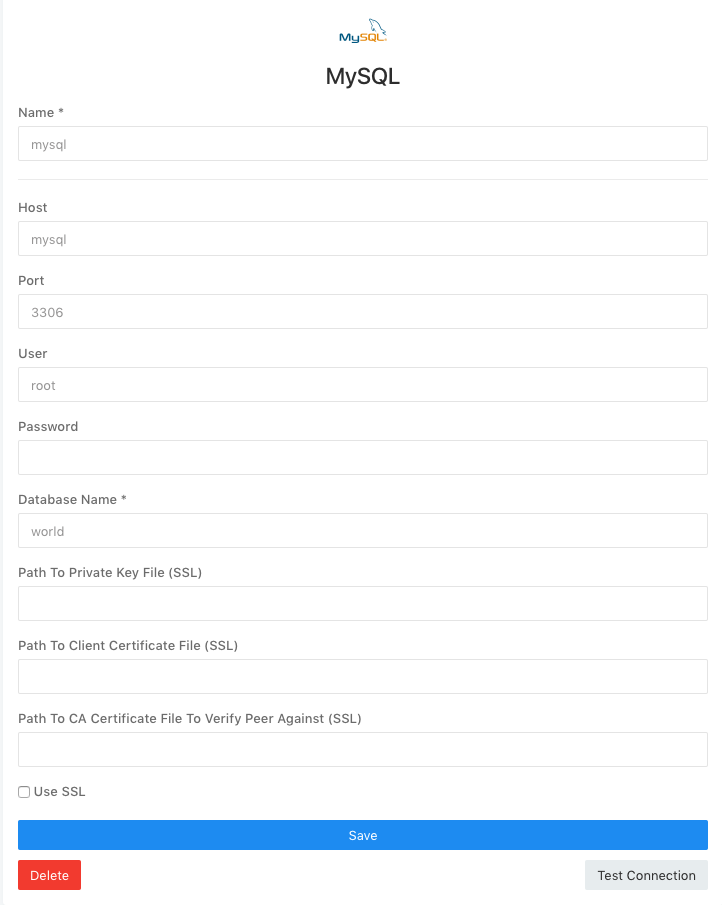 MySQL
MySQL
Name *
mysql
Host
mysql
Port
3306
User
root
Password
Database Name *
world
Path To Private Key File (SSL)
Path To Client Certificate File (SSL)
Path To CA Certificate File To Verify Peer Against (SSL)
Use SSL
Save
Delete
Test Connection